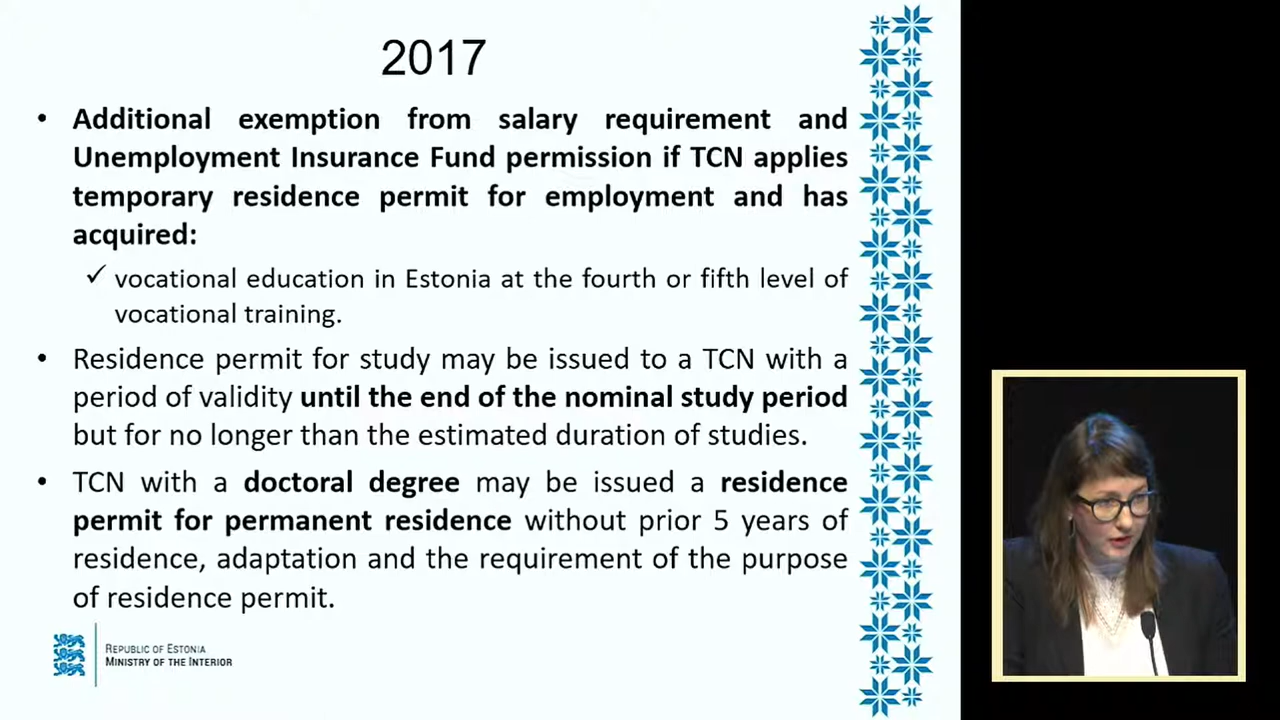 2017
• Additional exemption from salary requirement and
Unemployment Insurance Fund permission if TCN applies
temporary residence permit for employment and has
acquired:
✓ vocational education in Estonia at the fourth or fifth level of
vocational training.
• Residence permit for study may be issued to a TCN with a
period of validity until the end of the nominal study period
but for no longer than the estimated duration of studies.
• TCN with a doctoral degree may be issued a residence
permit for permanent residence without prior 5 years of
residence, adaptation and the requirement of the purpose
of residence permit.
REPUBLIC OF ESTONIA
MINISTRY OF THE INTERIOR